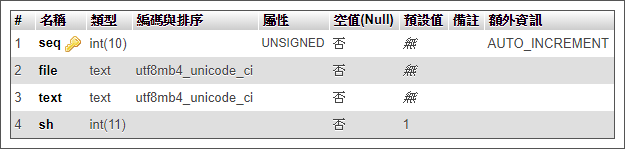 # 名稱 類型 編碼與排序 屬性 空值(Null) 預設值 備註 額外資訊
1 seq int(10) UNSIGNED 否 無 AUTO_INCREMENT
2 file text utf8mb4_unicode_ci 否 無
3 text text utf8mb4_unicode_ci 否 無
4 sh int(11) 否 1